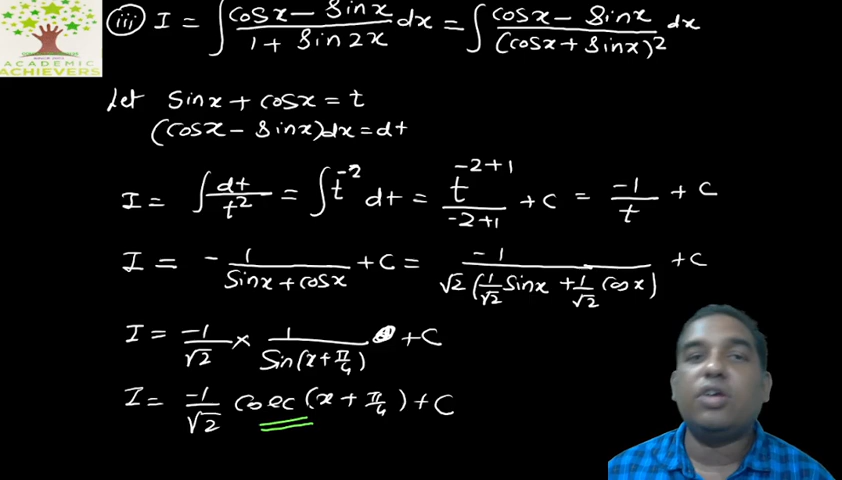 (iii) I = ∫ (cosx − sinx)/(1 + sin2x) dx = ∫ (cosx − sinx)/(cosx + sinx)² dx
ACADEMIC
ACHIEVERS
Let sinx + cosx = t
(cosx − sinx)dx = dt
I = ∫ dt/t² = ∫ t⁻² dt = t⁻²⁺¹/(−2+1) + C = −1/t + C
I = − 1/(sinx + cosx) + C = −1/(√2 (1/√2 sinx + 1/√2 cosx)) + C
I = −1/√2 × 1/sin(x + π/4) + C
I = −1/√2 cosec (x + π/4) + C